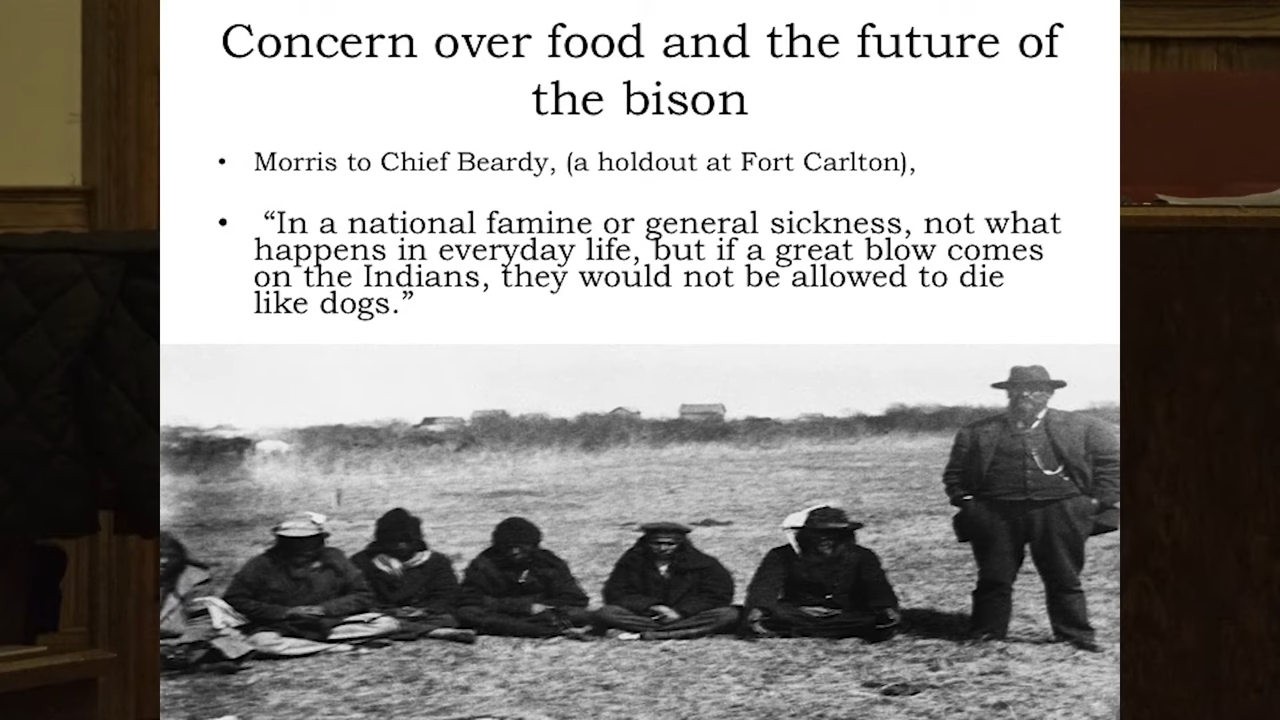 Concern over food and the future of
the bison
• Morris to Chief Beardy, (a holdout at Fort Carlton),
• “In a national famine or general sickness, not what
happens in everyday life, but if a great blow comes
on the Indians, they would not be allowed to die
like dogs.”